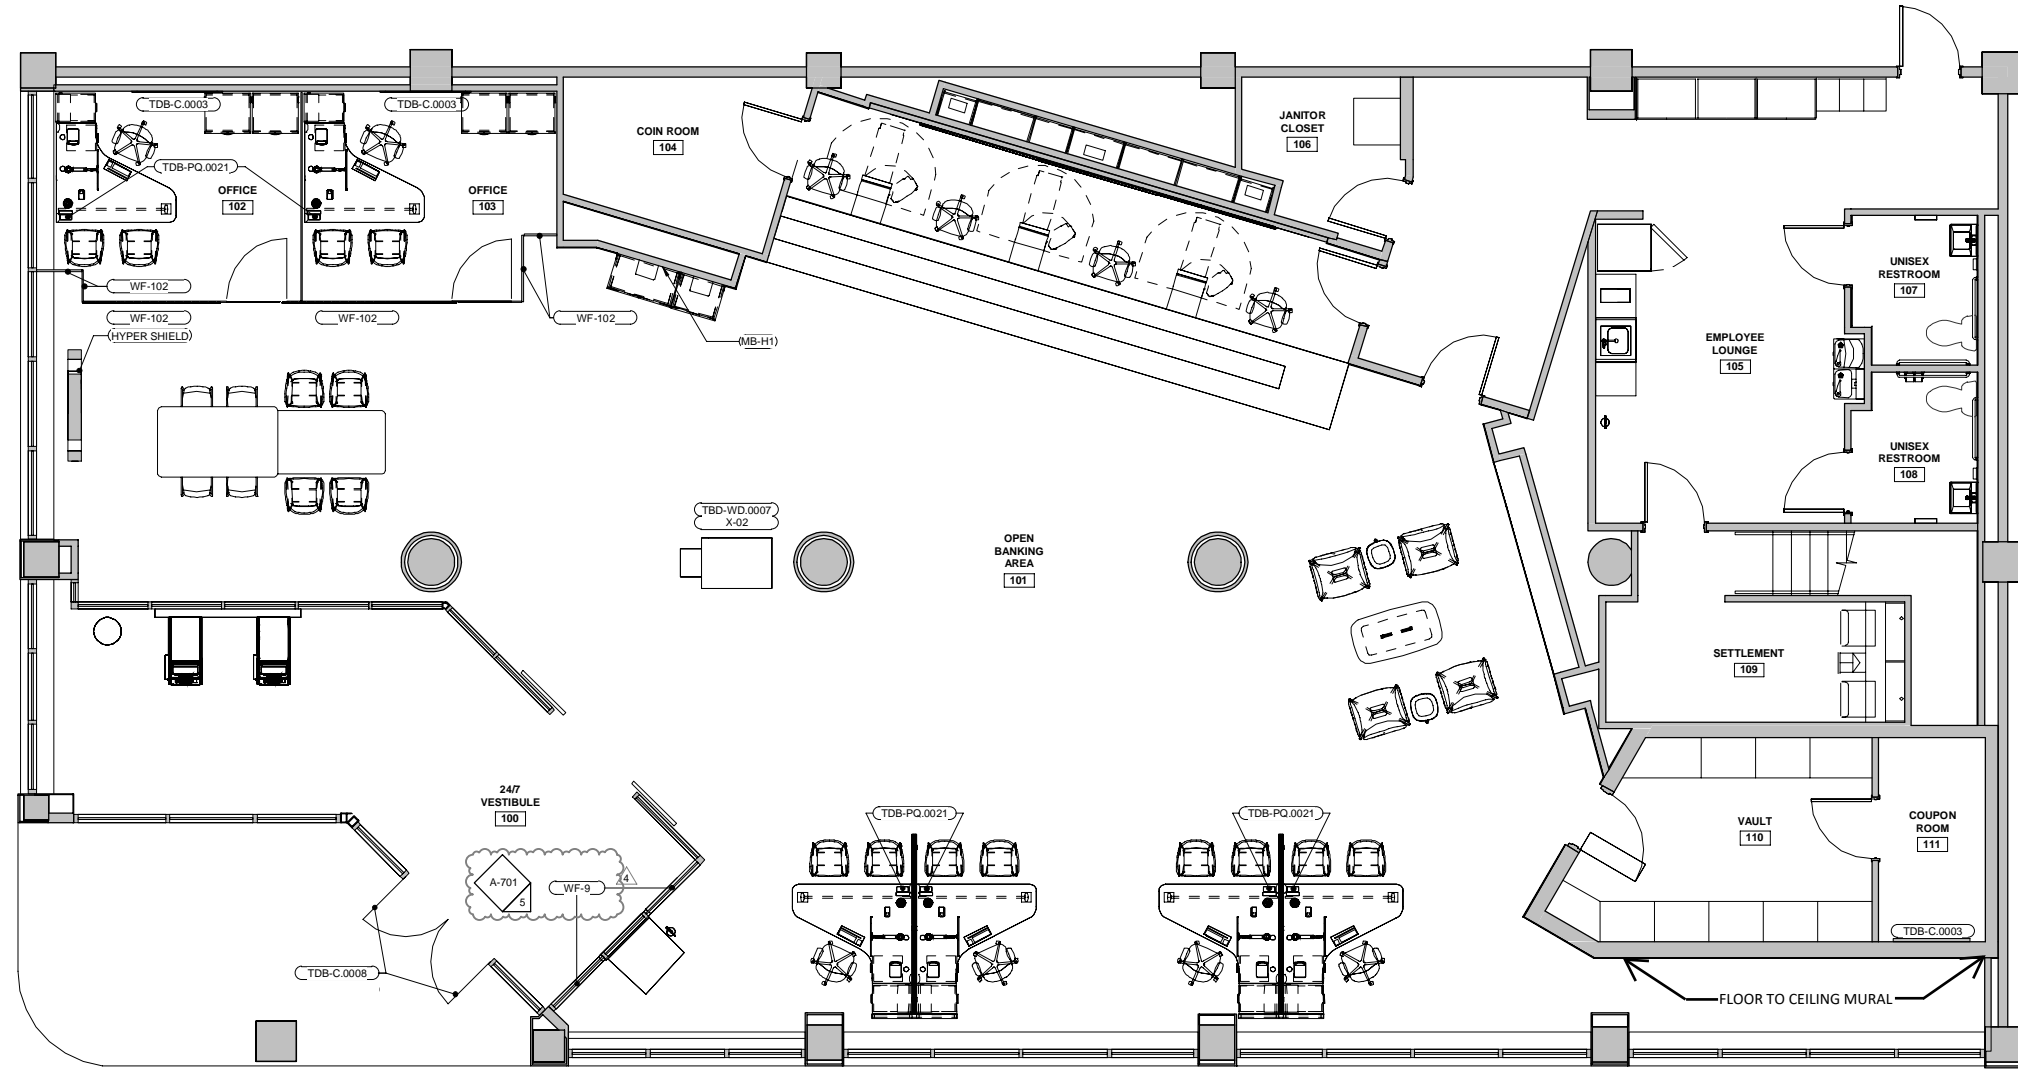 TDB-C.0003
TDB-C.0003
COIN ROOM
104
JANITOR
CLOSET
106
TDB-PQ.0021
OFFICE
102
OFFICE
103
UNISEX
RESTROOM
107
WF-102
WF-102
WF-102
WF-102
(HYPER SHIELD)
(MB-H1)
EMPLOYEE
LOUNGE
105
UNISEX
RESTROOM
108
TBD-WD.0007
X-02
OPEN
BANKING
AREA
101
SETTLEMENT
109
24/7
VESTIBULE
100
TDB-PQ.0021
TDB-PQ.0021
VAULT
110
COUPON
ROOM
111
A-701
5
WF-9
4
TDB-C.0003
TDB-C.0008
FLOOR TO CEILING MURAL